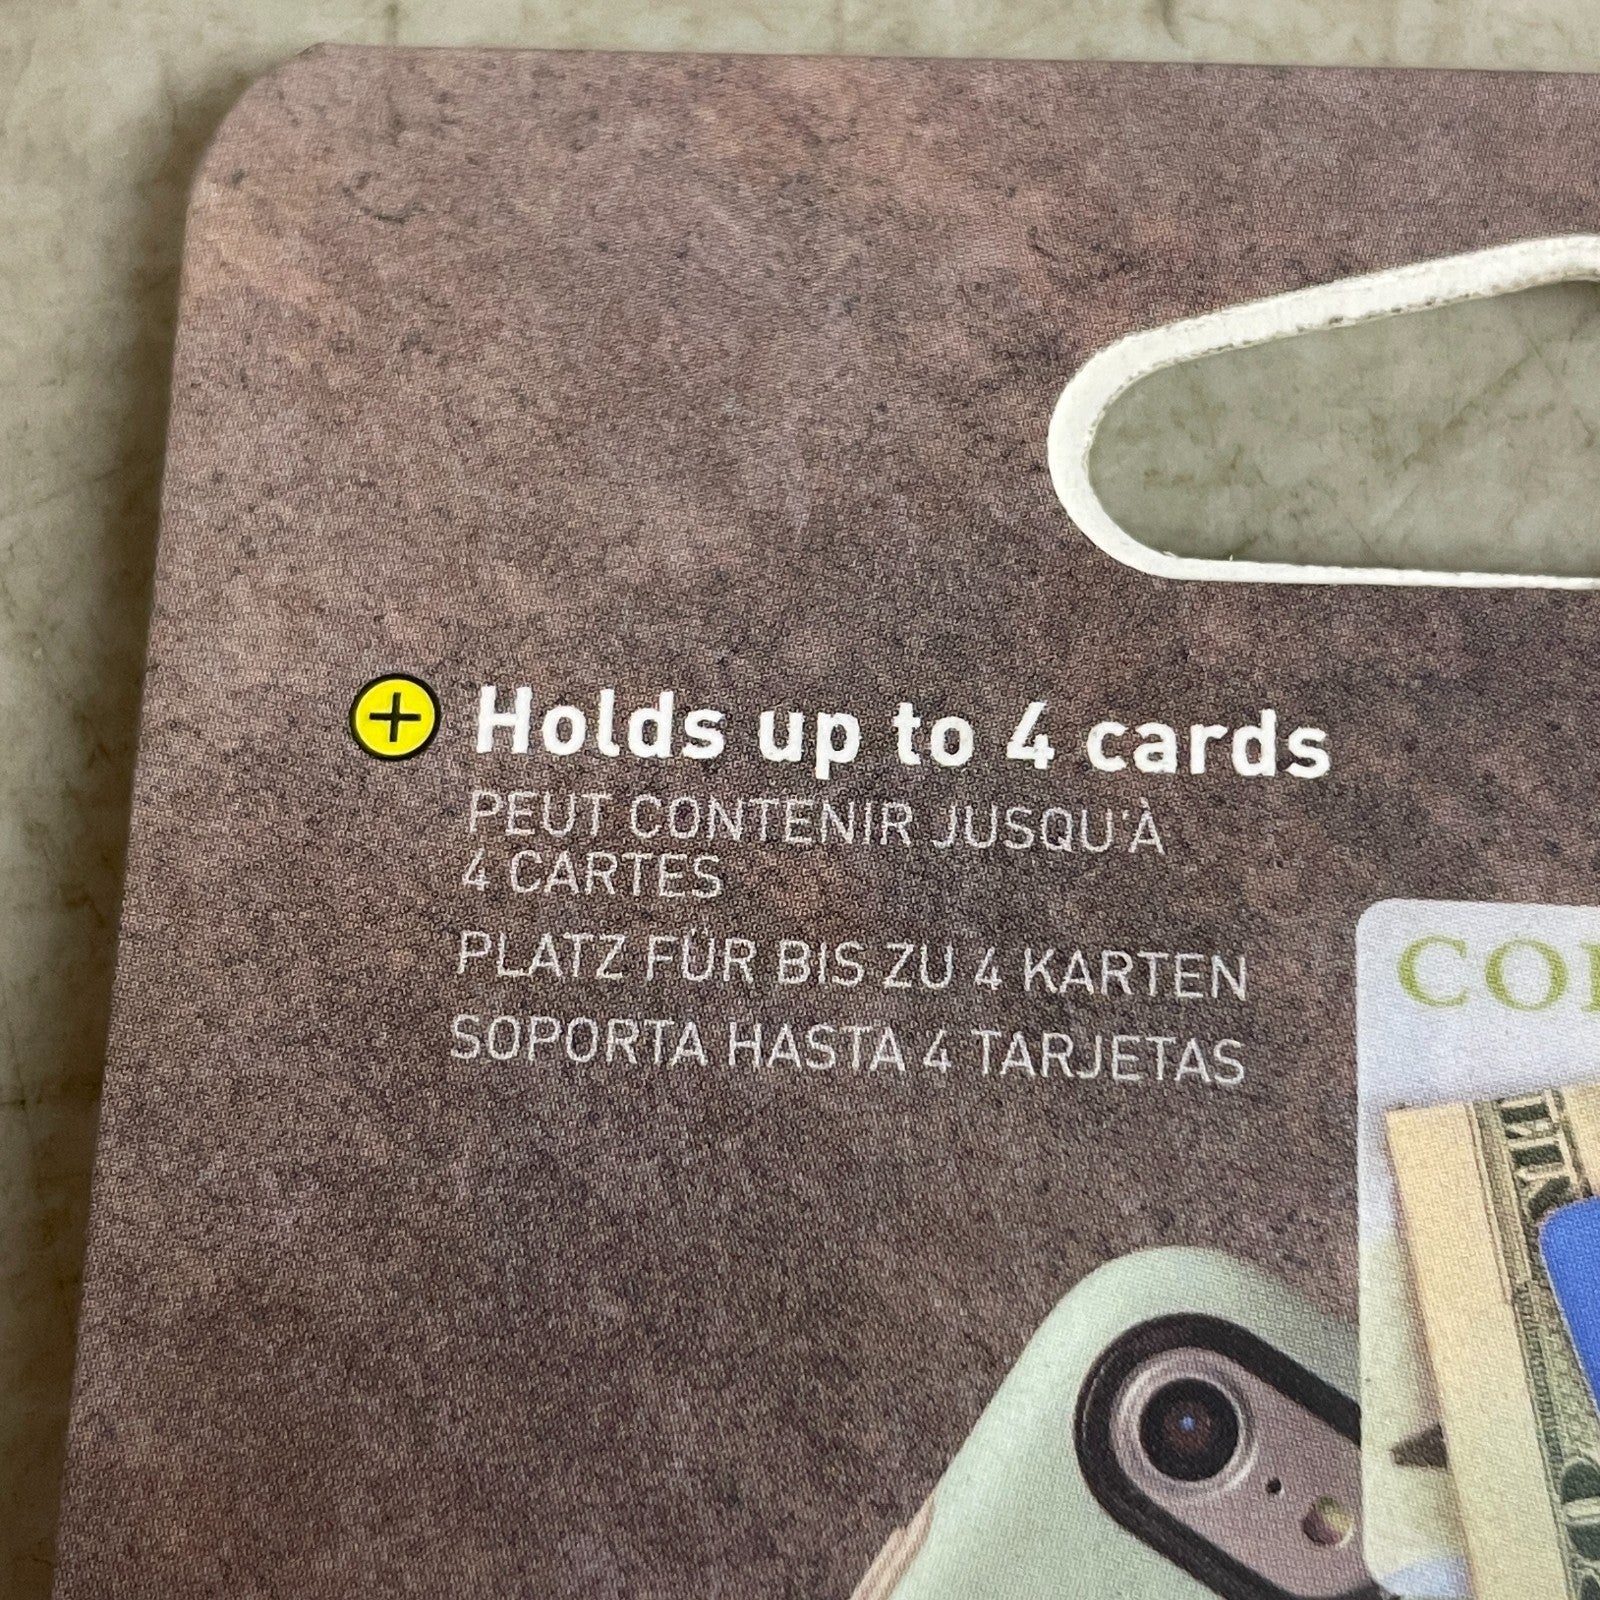 Holds up to 4 cards
PEUT CONTENIR JUSQU'À
4 CARTES
PLATZ FÜR BIS ZU 4 KARTEN
SOPORTA HASTA 4 TARJETAS